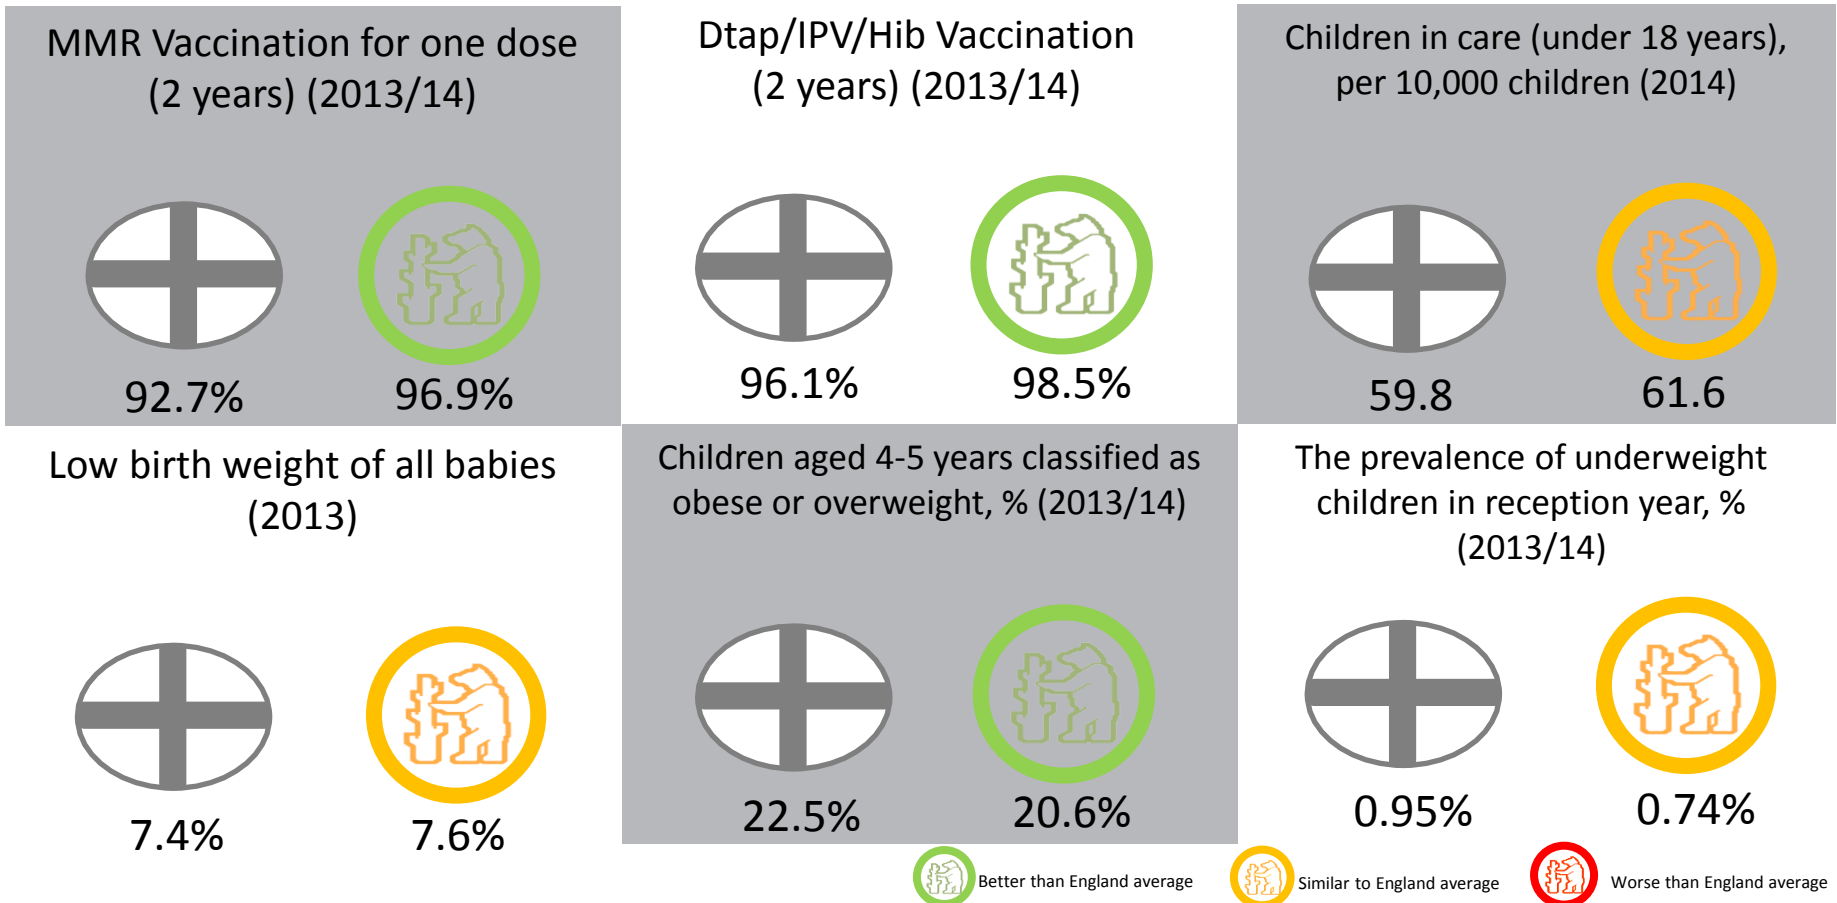 MMR Vaccination for one dose
(2 years) (2013/14)
92.7%
96.9%
Dtap/IPV/Hib Vaccination
(2 years) (2013/14)
96.1%
98.5%
Children in care (under 18 years),
per 10,000 children (2014)
59.8
61.6
Low birth weight of all babies
(2013)
7.4%
7.6%
Children aged 4-5 years classified as
obese or overweight, % (2013/14)
22.5%
20.6%
The prevalence of underweight
children in reception year, %
(2013/14)
0.95%
0.74%
Better than England average
Similar to England average
Worse than England average